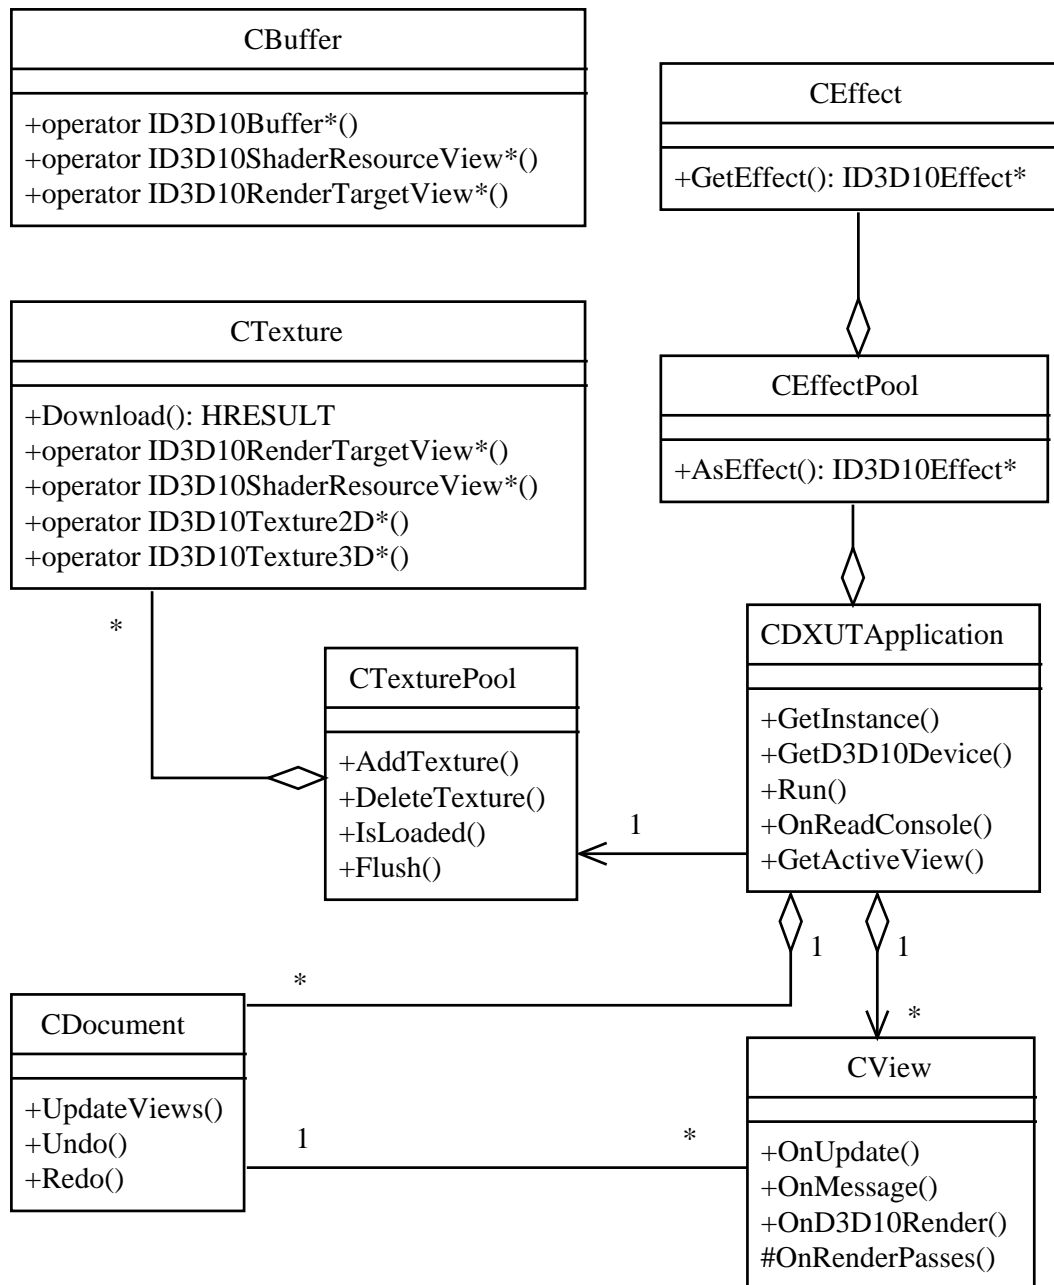 CBuffer
+operator ID3D10Buffer*()
+operator ID3D10ShaderResourceView*()
+operator ID3D10RenderTargetView*()
CEffect
+GetEffect(): ID3D10Effect*
CTexture
+Download(): HRESULT
+operator ID3D10RenderTargetView*()
+operator ID3D10ShaderResourceView*()
+operator ID3D10Texture2D*()
+operator ID3D10Texture3D*()
CEffectPool
+AsEffect(): ID3D10Effect*
*
CTexturePool
+AddTexture()
+DeleteTexture()
+IsLoaded()
+Flush()
1
CDXUTApplication
+GetInstance()
+GetD3D10Device()
+Run()
+OnReadConsole()
+GetActiveView()
1
1
*
*
CDocument
+UpdateViews()
+Undo()
+Redo()
1
*
CView
+OnUpdate()
+OnMessage()
+OnD3D10Render()
#OnRenderPasses()